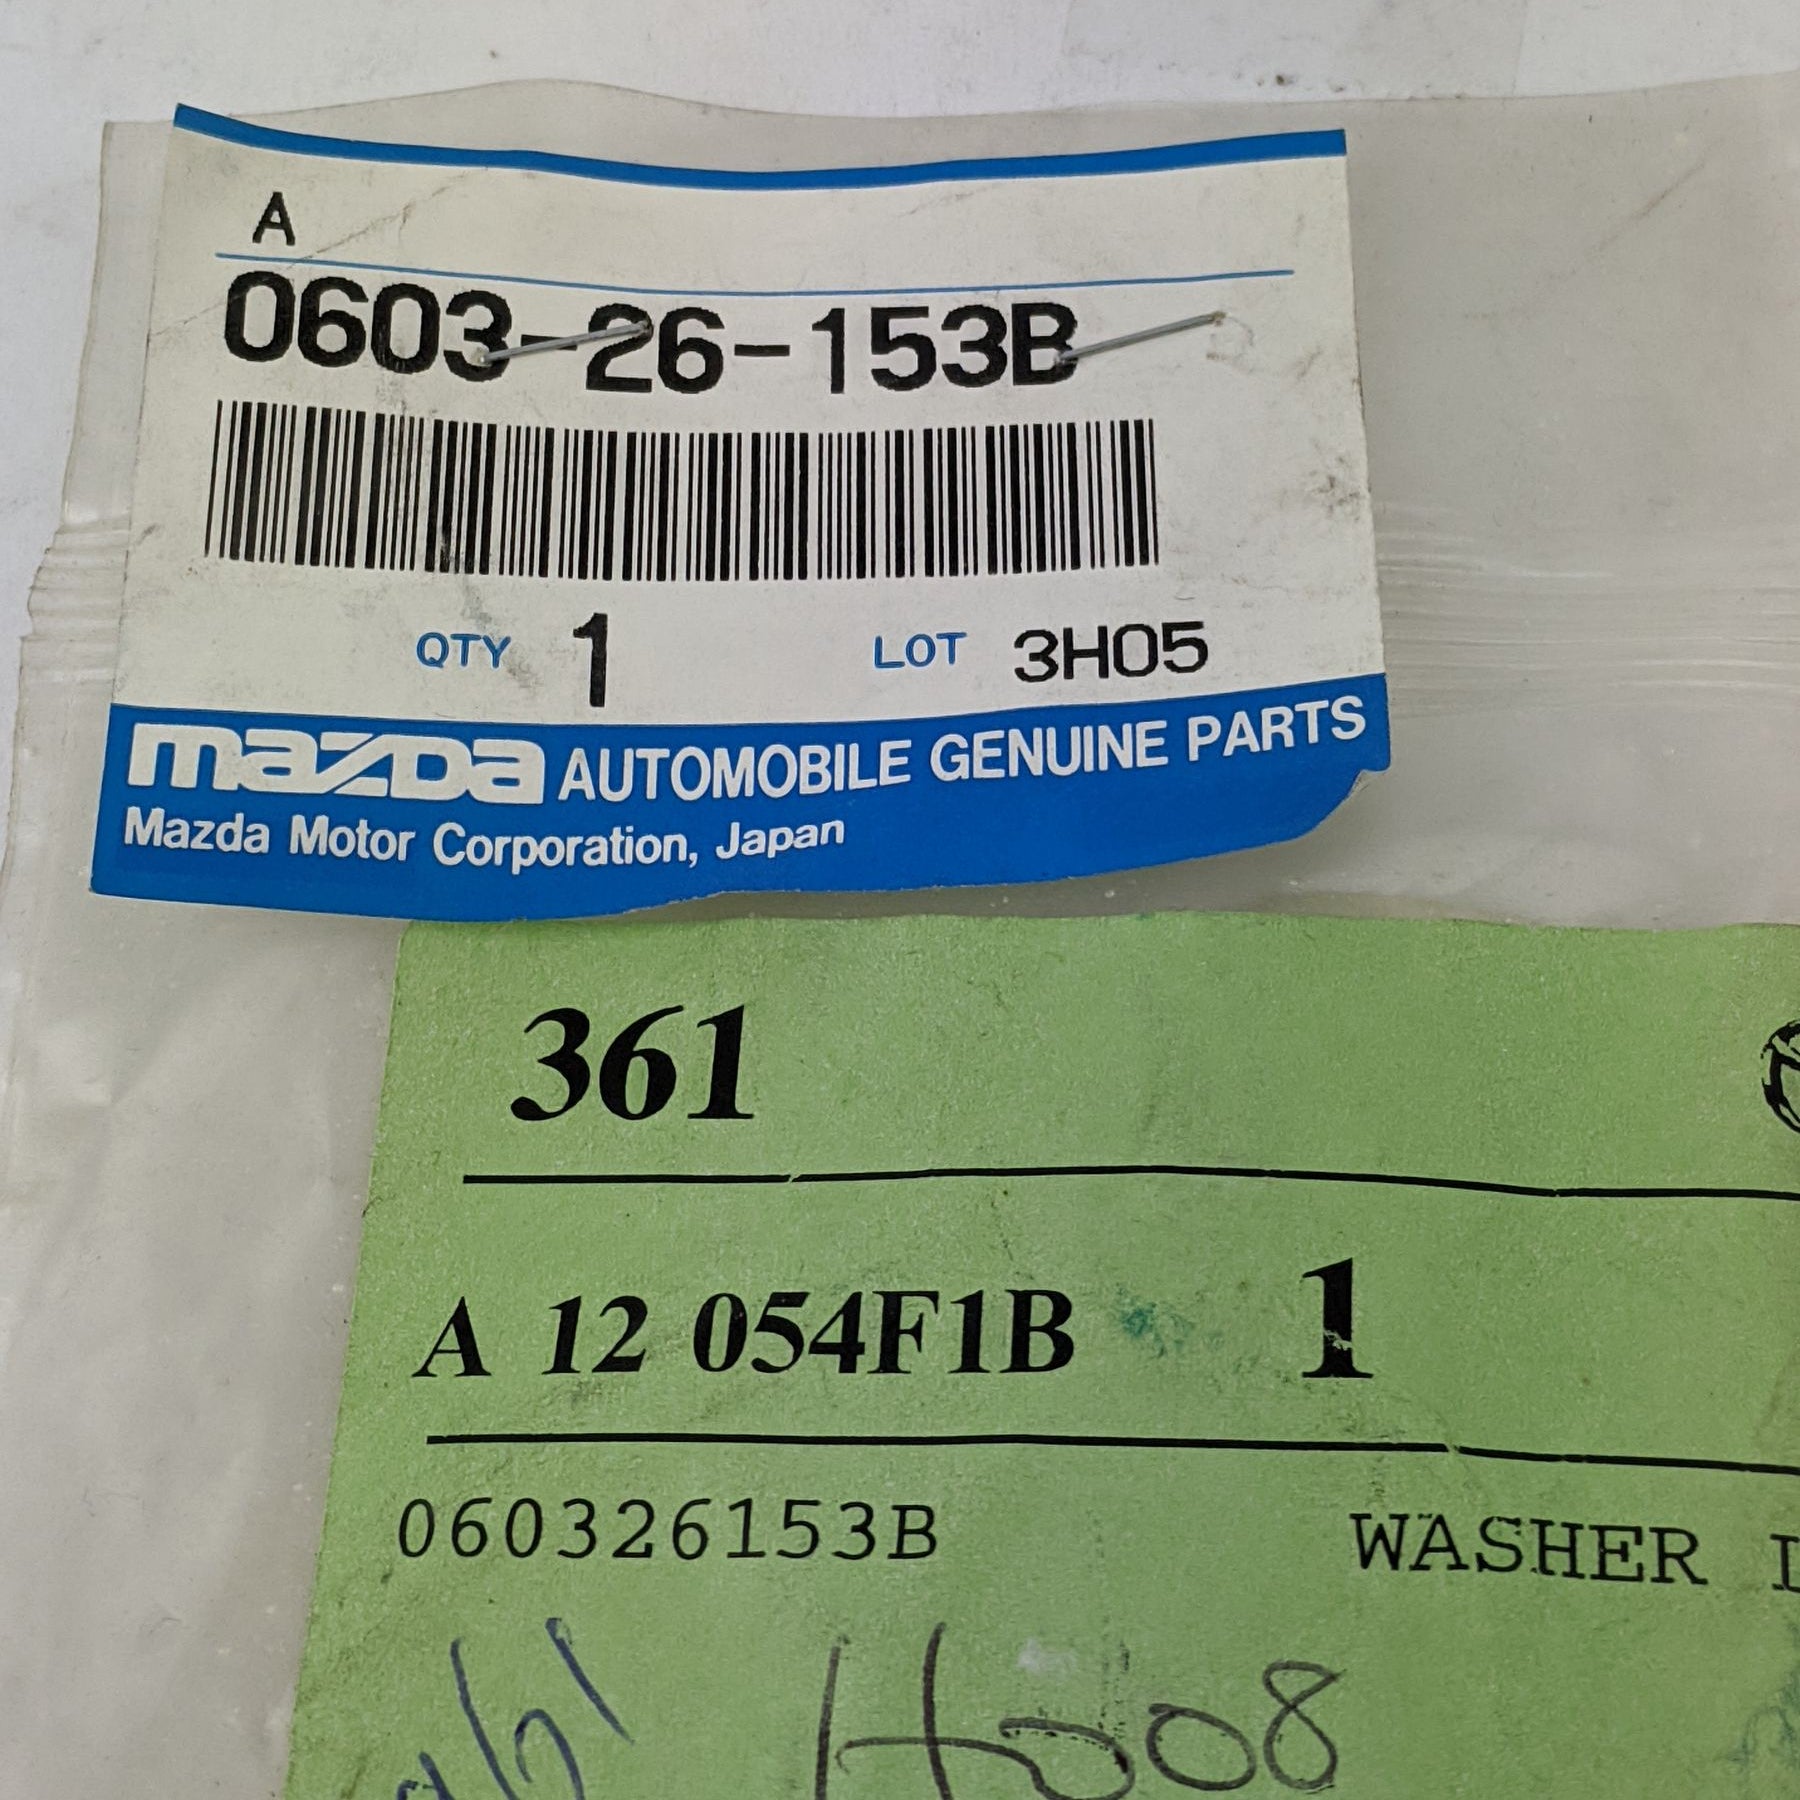 A
0603-26-153B
QTY 1 LOT 3H05
mazda AUTOMOBILE GENUINE PARTS
Mazda Motor Corporation, Japan
361
A 12 054F1B 1
060326153B WASHER